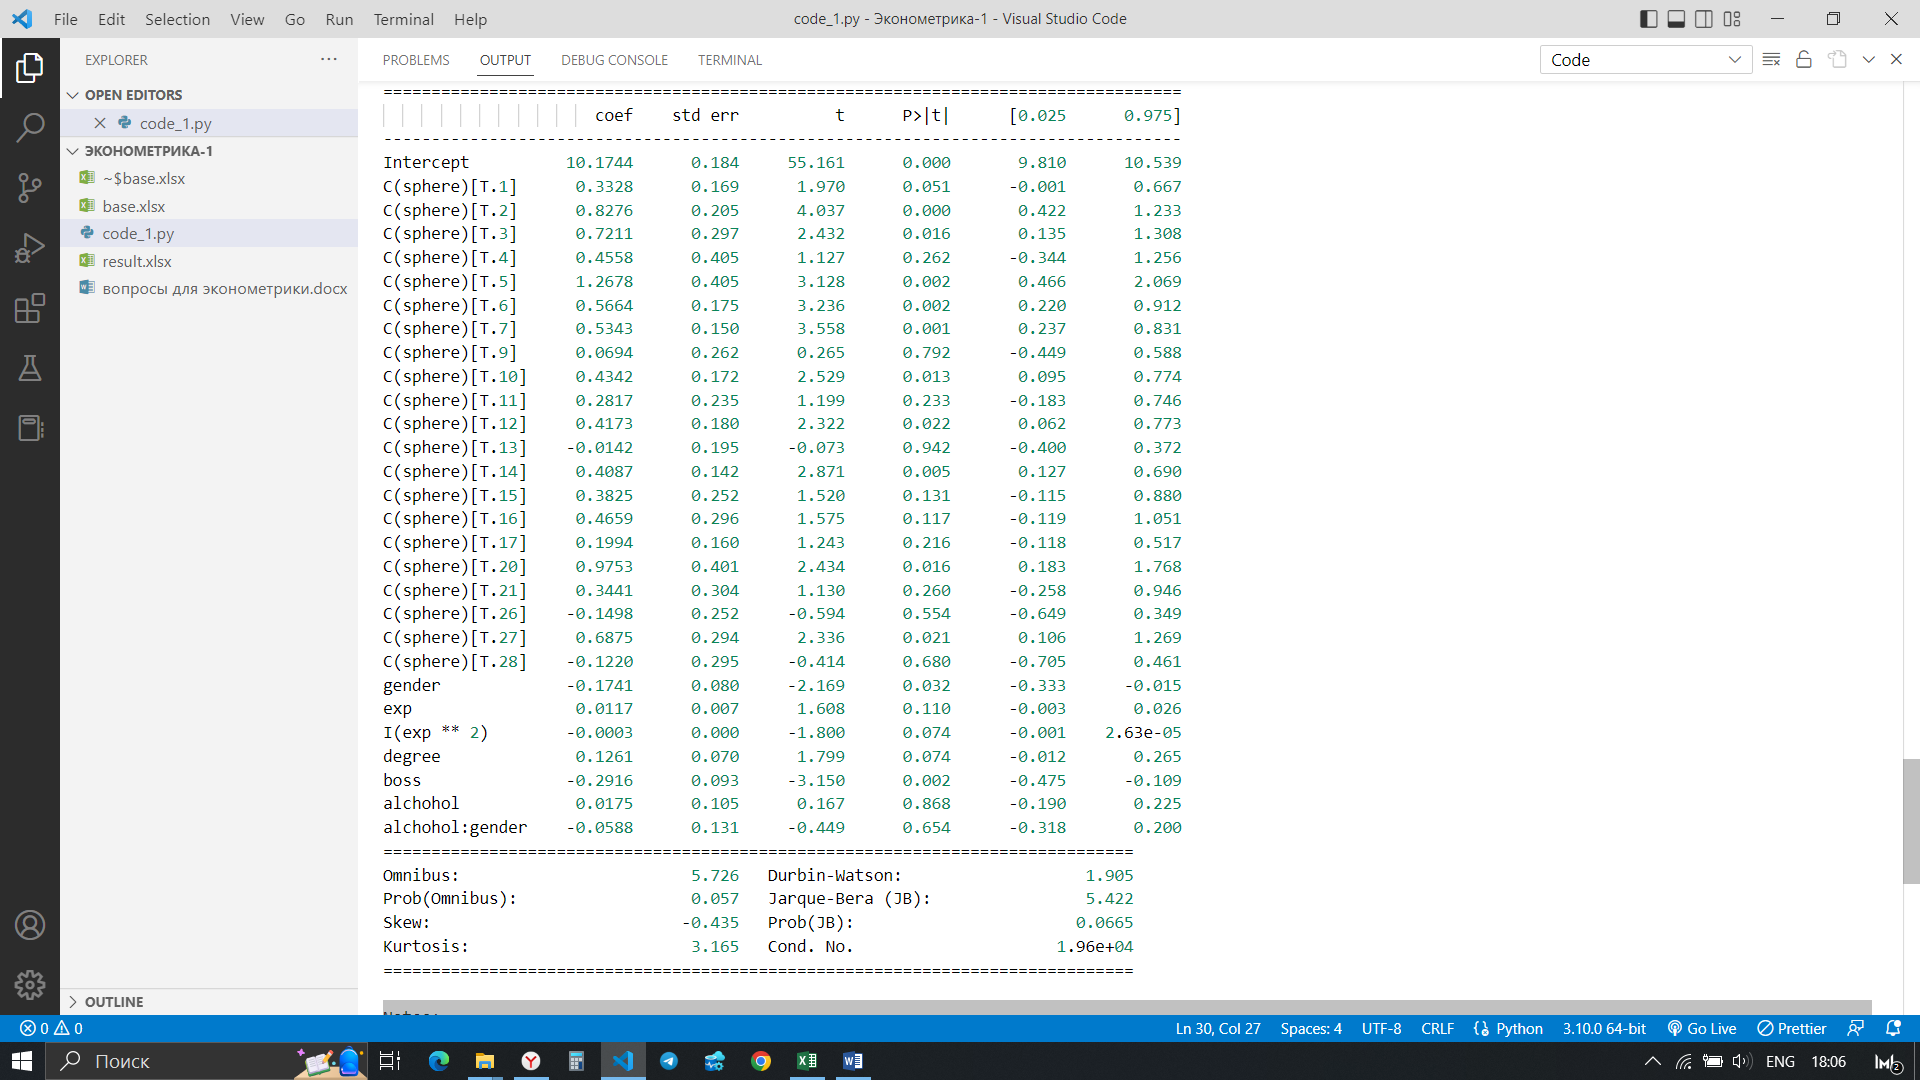 File Edit Selection View Go Run Terminal Help
code_1.py - Эконометрика-1 - Visual Studio Code
EXPLORER
OPEN EDITORS
code_1.py
ЭКОНОМЕТРИКА-1
~$base.xlsx
base.xlsx
code_1.py
result.xlsx
вопросы для эконометрики.docx
OUTLINE
PROBLEMS OUTPUT DEBUG CONSOLE TERMINAL
Code
coef std err t P>|t| [0.025 0.975]
Intercept 10.1744 0.184 55.161 0.000 9.810 10.539
C(sphere)[T.1] 0.3328 0.169 1.970 0.051 -0.001 0.667
C(sphere)[T.2] 0.8276 0.205 4.037 0.000 0.422 1.233
C(sphere)[T.3] 0.7211 0.297 2.432 0.016 0.135 1.308
C(sphere)[T.4] 0.4558 0.405 1.127 0.262 -0.344 1.256
C(sphere)[T.5] 1.2678 0.405 3.128 0.002 0.466 2.069
C(sphere)[T.6] 0.5664 0.175 3.236 0.002 0.220 0.912
C(sphere)[T.7] 0.5343 0.150 3.558 0.001 0.237 0.831
C(sphere)[T.9] 0.0694 0.262 0.265 0.792 -0.449 0.588
C(sphere)[T.10] 0.4342 0.172 2.529 0.013 0.095 0.774
C(sphere)[T.11] 0.2817 0.235 1.199 0.233 -0.183 0.746
C(sphere)[T.12] 0.4173 0.180 2.322 0.022 0.062 0.773
C(sphere)[T.13] -0.0142 0.195 -0.073 0.942 -0.400 0.372
C(sphere)[T.14] 0.4087 0.142 2.871 0.005 0.127 0.690
C(sphere)[T.15] 0.3825 0.252 1.520 0.131 -0.115 0.880
C(sphere)[T.16] 0.4659 0.296 1.575 0.117 -0.119 1.051
C(sphere)[T.17] 0.1994 0.160 1.243 0.216 -0.118 0.517
C(sphere)[T.20] 0.9753 0.401 2.434 0.016 0.183 1.768
C(sphere)[T.21] 0.3441 0.304 1.130 0.260 -0.258 0.946
C(sphere)[T.26] -0.1498 0.252 -0.594 0.554 -0.649 0.349
C(sphere)[T.27] 0.6875 0.294 2.336 0.021 0.106 1.269
C(sphere)[T.28] -0.1220 0.295 -0.414 0.680 -0.705 0.461
gender -0.1741 0.080 -2.169 0.032 -0.333 -0.015
exp 0.0117 0.007 1.608 0.110 -0.003 0.026
I(exp ** 2) -0.0003 0.000 -1.800 0.074 -0.001 2.63e-05
degree 0.1261 0.070 1.799 0.074 -0.012 0.265
boss -0.2916 0.093 -3.150 0.002 -0.475 -0.109
alchohol 0.0175 0.105 0.167 0.868 -0.190 0.225
alchohol:gender -0.0588 0.131 -0.449 0.654 -0.318 0.200
Omnibus: 5.726 Durbin-Watson: 1.905
Prob(Omnibus): 0.057 Jarque-Bera (JB): 5.422
Skew: -0.435 Prob(JB): 0.0665
Kurtosis: 3.165 Cond. No. 1.96e+04
0 0
Ln 30, Col 27 Spaces: 4 UTF-8 CRLF Python 3.10.0 64-bit Go Live Prettier
Поиск
ENG 18:06